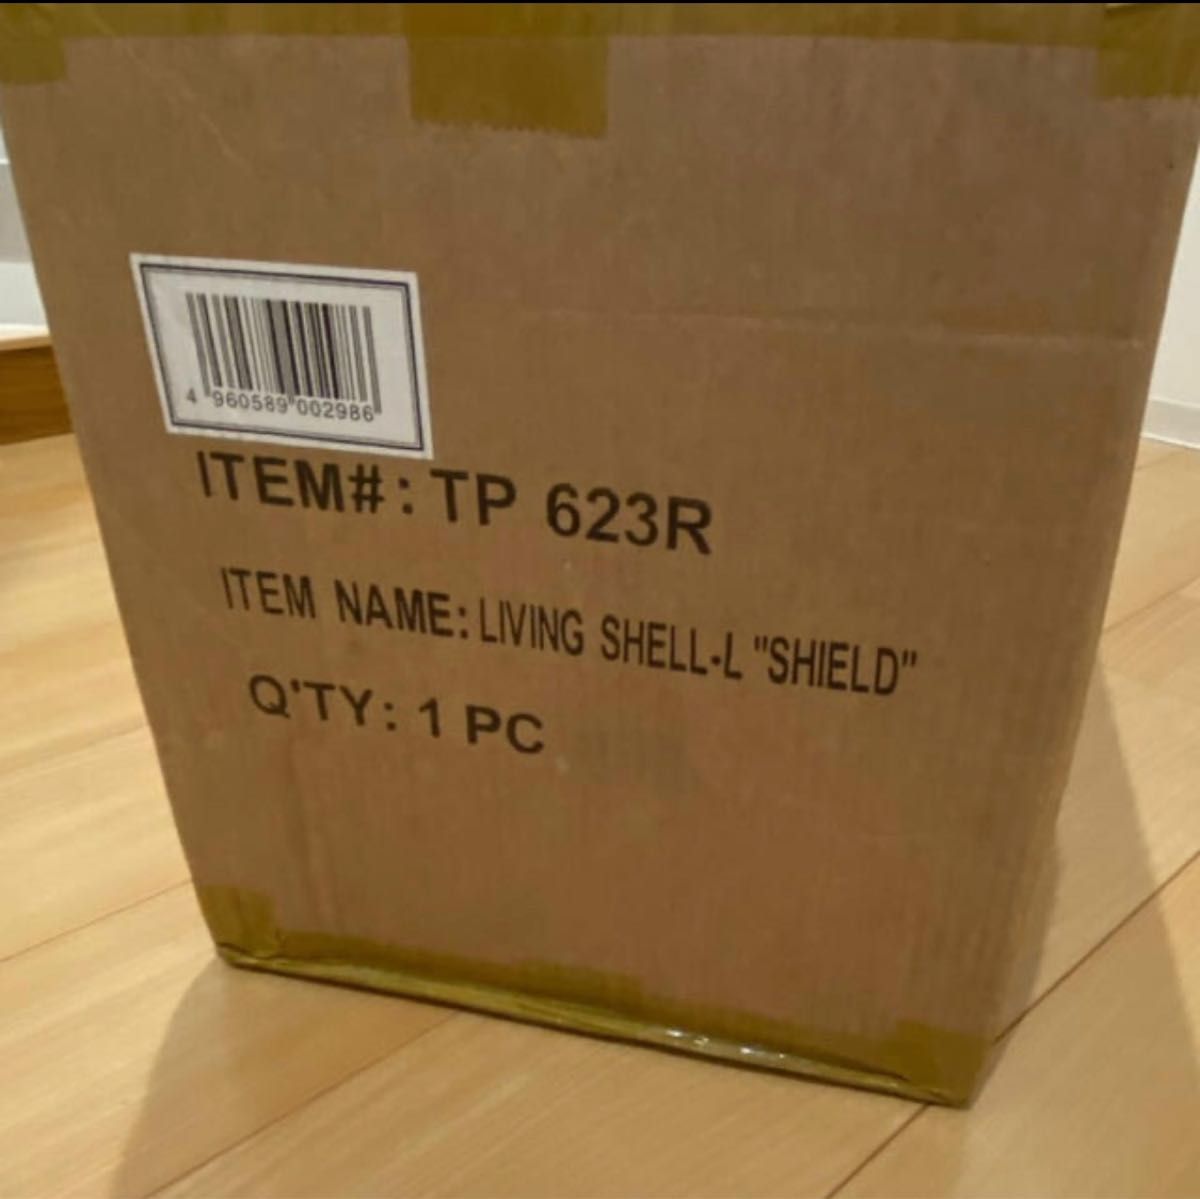 4 960589 002986
ITEM#: TP 623R
ITEM NAME: LIVING SHELL-L "SHIELD"
Q'TY: 1 PC